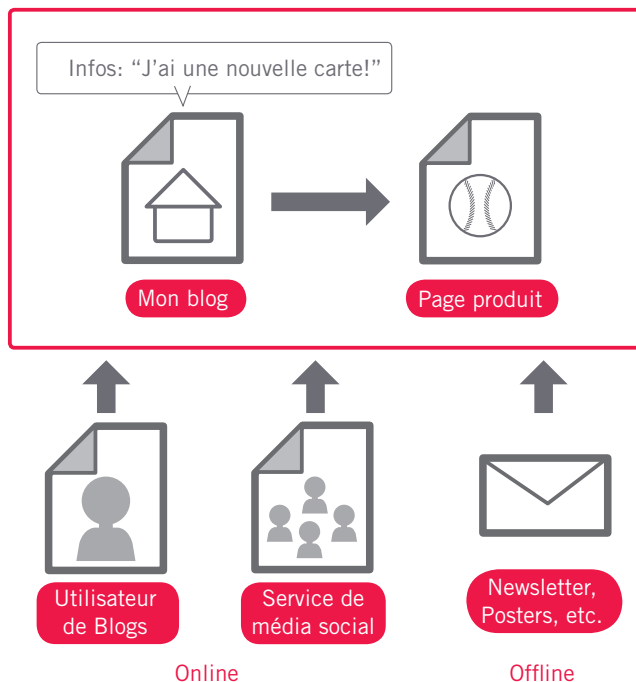 Infos: “J’ai une nouvelle carte!”
Mon blog
Page produit
Utilisateur
de Blogs
Service de
média social
Newsletter,
Posters, etc.
Online
Offline